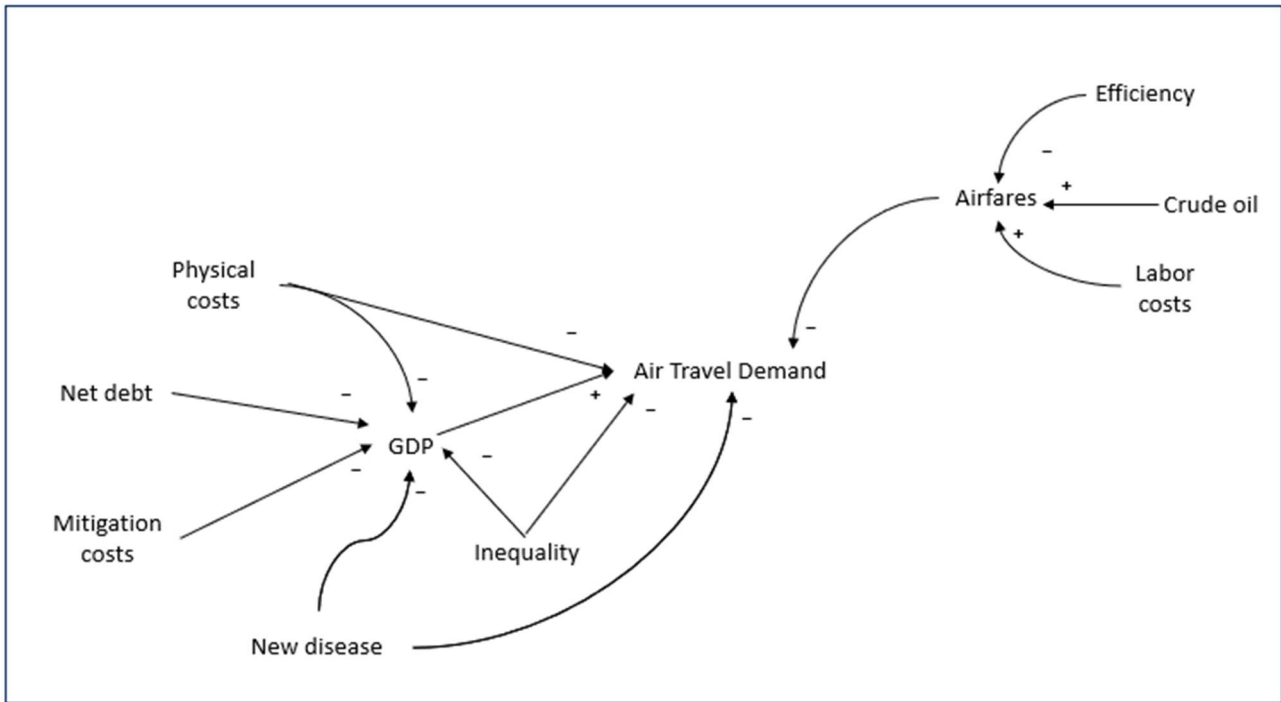 Efficiency
–
+
Airfares
Crude oil
+
Labor
costs
Physical
costs
–
–
Air Travel Demand
–
Net debt
–
+
–
–
GDP
–
–
–
Mitigation
costs
Inequality
New disease